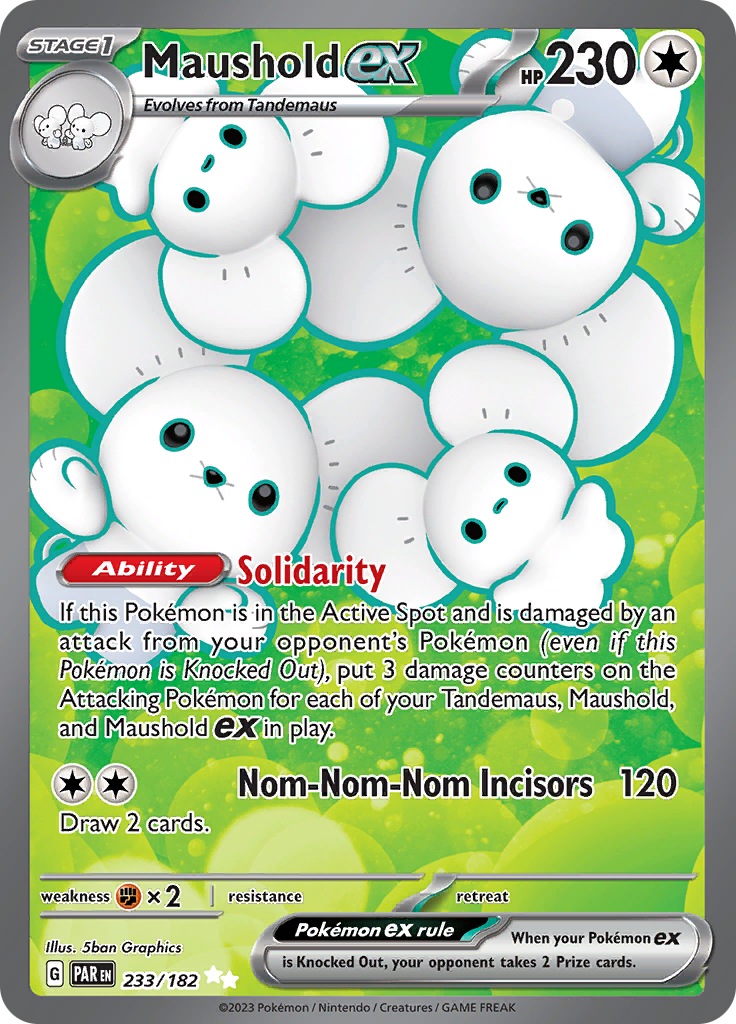 STAGE1
Maushold ex
HP 230
Evolves from Tandemaus
Ability Solidarity
If this Pokémon is in the Active Spot and is damaged by an
attack from your opponent's Pokémon (even if this
Pokémon is Knocked Out), put 3 damage counters on the
Attacking Pokémon for each of your Tandemaus, Maushold,
and Maushold ex in play.
Nom-Nom-Nom Incisors 120
Draw 2 cards.
weakness ×2 resistance retreat
Pokémon ex rule
When your Pokémon ex
is Knocked Out, your opponent takes 2 Prize cards.
Illus. 5ban Graphics
G PAR EN 233/182
©2023 Pokémon / Nintendo / Creatures / GAME FREAK